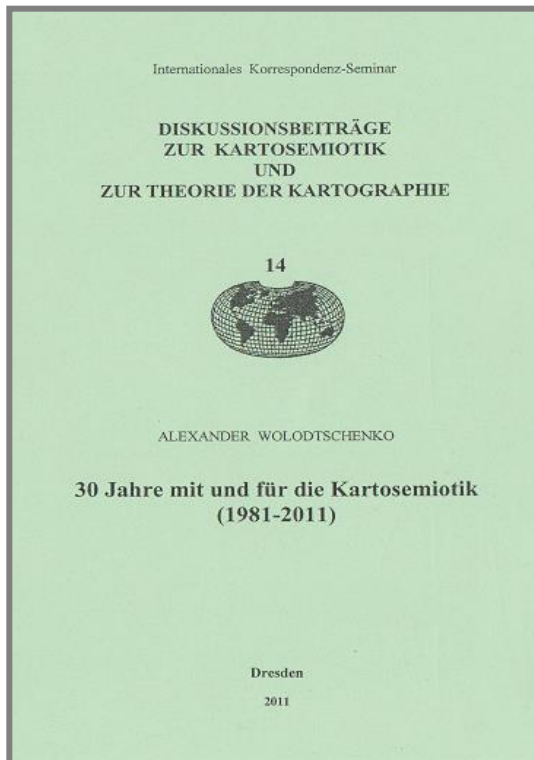 Internationales Korrespondenz-Seminar
DISKUSSIONSBEITRÄGE
ZUR KARTOSEMIOTIK
UND
ZUR THEORIE DER KARTOGRAPHIE
14
ALEXANDER WOLODTSCHENKO
30 Jahre mit und für die Kartosemiotik
(1981-2011)
Dresden
2011